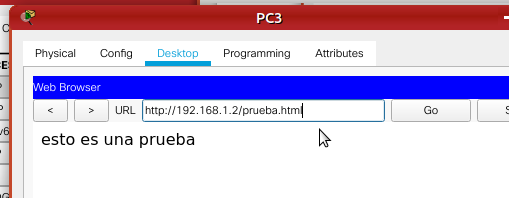 PC3
Physical Config Desktop Programming Attributes
Web Browser
< > URL http://192.168.1.2/prueba.html Go
esto es una prueba